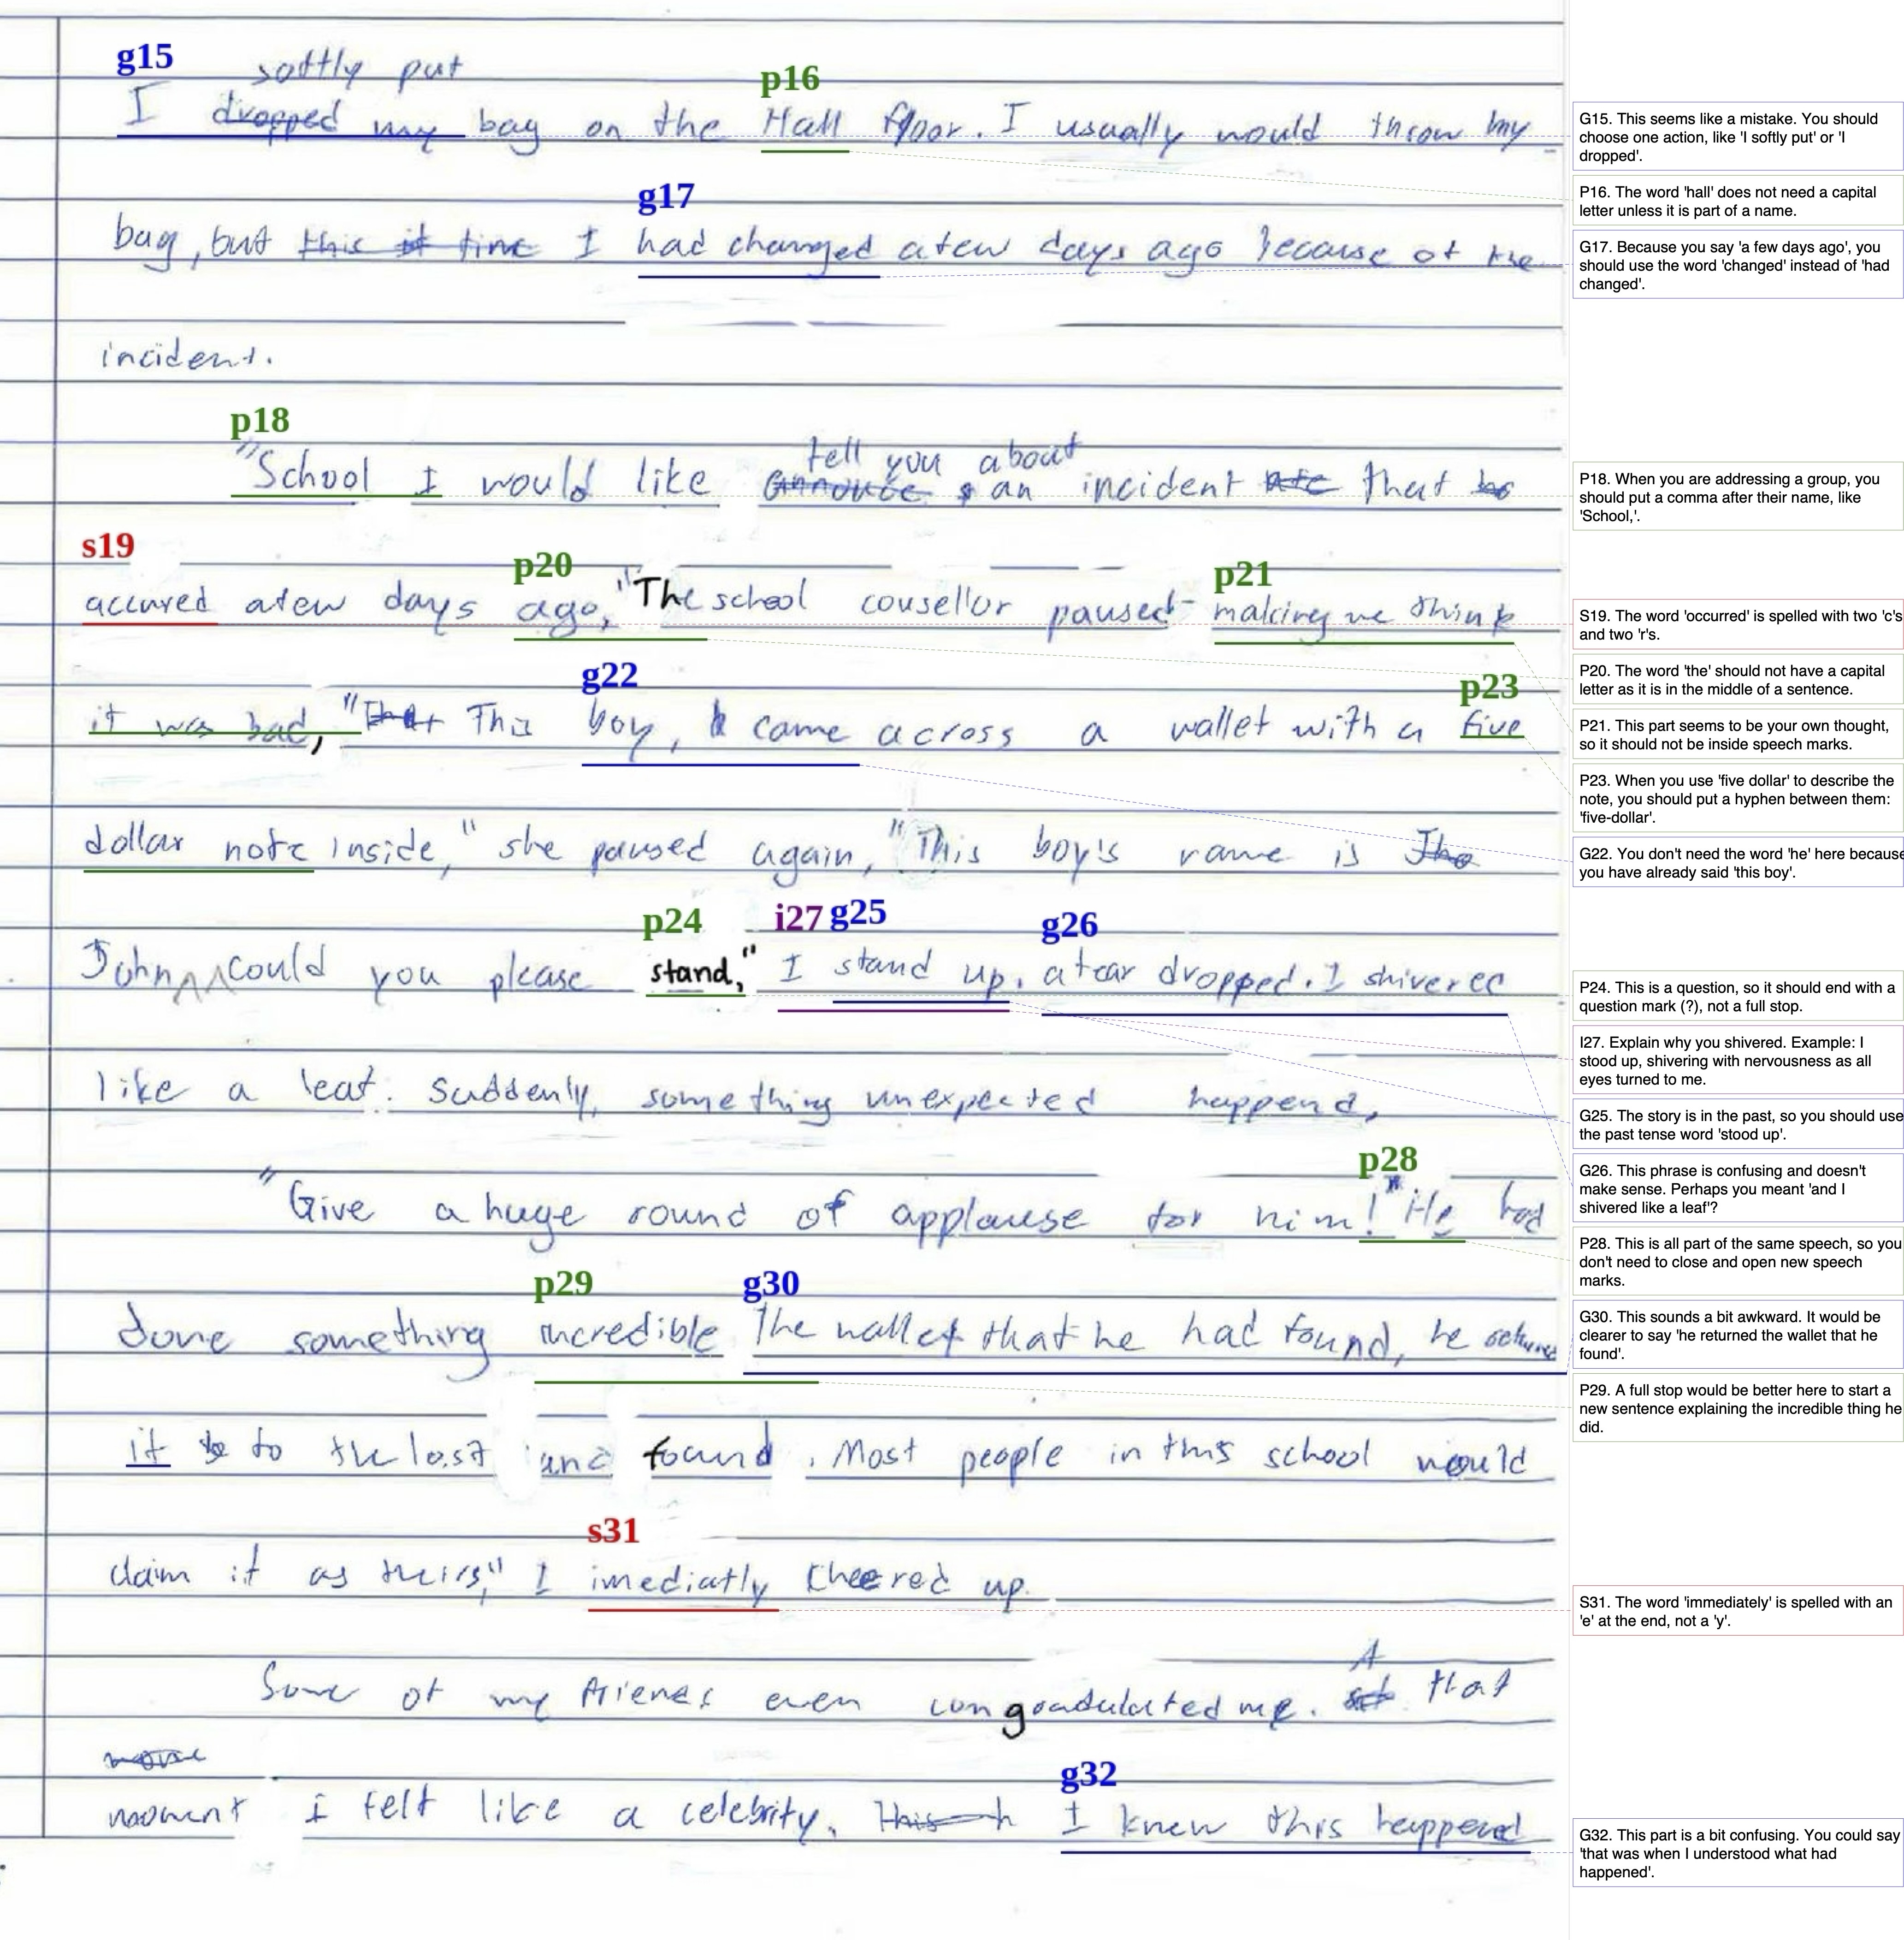 g15
softly put
p16
I dropped my bag on the Hall floor. I usually would throw my
g17
bag, but this it time I had changed a few days ago because of the
incident.
p18
tell you about
"School I would like announce an incident that
s19 p20 p21
accured a few days ago, "The school cousellor paused - making me think
g22 p23
it was bad, "That This boy, came across a wallet with a five
dollar note inside," she paused again, "This boy's name is The
p24 i27 g25 g26
John could you please stand," I stand up, a tear dropped. I shivered
like a leaf. Suddenly, something unexpected happend,
p28
"Give a huge round of applause for him!" He had
p29 g30
done something incredible The wallet that he had found, he returned
it to the lost and found. Most people in this school would
s31
claim it as theirs," I imediatly cheered up.
A
Some of my friends even congradulated me. that
g32
moment i felt like a celebrity. This I knew this happened
G15. This seems like a mistake. You should
choose one action, like 'I softly put' or 'I
dropped'.
P16. The word 'hall' does not need a capital
letter unless it is part of a name.
G17. Because you say 'a few days ago', you
should use the word 'changed' instead of 'had
changed'.
P18. When you are addressing a group, you
should put a comma after their name, like
'School,'.
S19. The word 'occurred' is spelled with two 'c's
and two 'r's.
P20. The word 'the' should not have a capital
letter as it is in the middle of a sentence.
P21. This part seems to be your own thought,
so it should not be inside speech marks.
P23. When you use 'five dollar' to describe the
note, you should put a hyphen between them:
'five-dollar'.
G22. You don't need the word 'he' here because
you have already said 'this boy'.
P24. This is a question, so it should end with a
question mark (?), not a full stop.
I27. Explain why you shivered. Example: I
stood up, shivering with nervousness as all
eyes turned to me.
G25. The story is in the past, so you should use
the past tense word 'stood up'.
G26. This phrase is confusing and doesn't
make sense. Perhaps you meant 'and I
shivered like a leaf'?
P28. This is all part of the same speech, so you
don't need to close and open new speech
marks.
G30. This sounds a bit awkward. It would be
clearer to say 'he returned the wallet that he
found'.
P29. A full stop would be better here to start a
new sentence explaining the incredible thing he
did.
S31. The word 'immediately' is spelled with an
'e' at the end, not a 'y'.
G32. This part is a bit confusing. You could say
'that was when I understood what had
happened'.